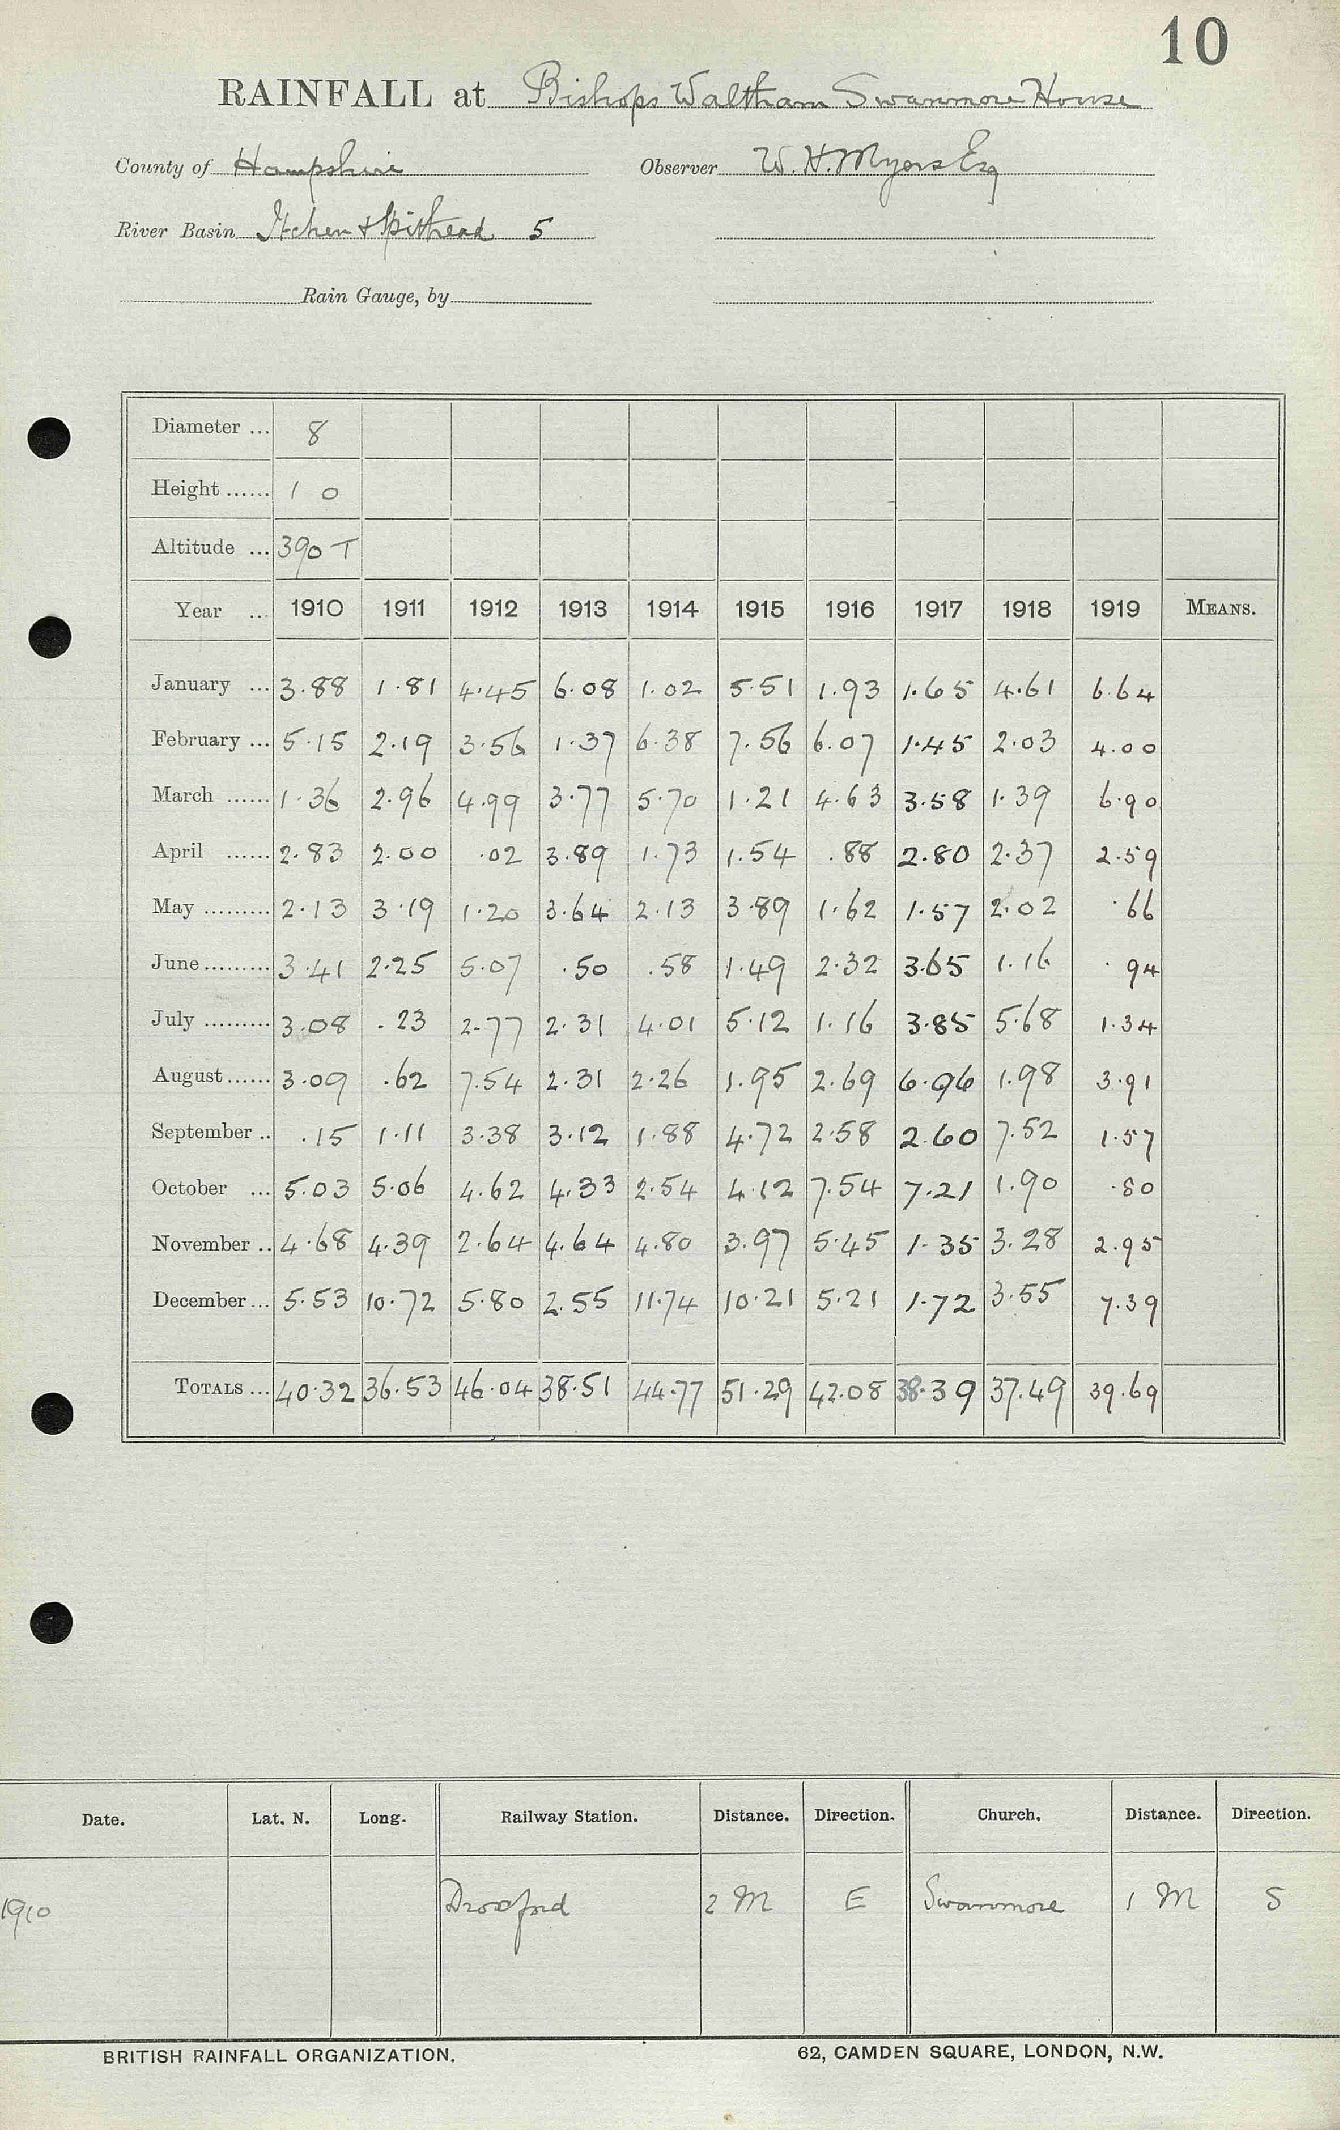 10
RAINFALL at Bishops Waltham Swanmore House
County of Hampshire Observer W. H. Myers Esq
River Basin Itchen + Spithead 5
Rain Gauge, by
Diameter ... 8
Height ...... 1 0
Altitude ... 390 T
Year ... 1910 1911 1912 1913 1914 1915 1916 1917 1918 1919 MEANS.
January ... 3.88 1.81 4.45 6.08 1.02 5.51 1.93 1.65 4.61 6.64
February ... 5.15 2.19 3.56 1.37 6.38 7.56 6.07 1.45 2.03 4.00
March ...... 1.36 2.96 4.99 3.77 5.70 1.21 4.63 3.58 1.39 6.90
April ...... 2.83 2.00 .02 3.89 1.73 1.54 .88 2.80 2.37 2.59
May ......... 2.13 3.19 1.20 3.64 2.13 3.89 1.62 1.57 2.02 .66
June ......... 3.41 2.25 5.07 .50 .58 1.49 2.32 3.65 1.16 .94
July ......... 3.08 .23 2.77 2.31 4.01 5.12 1.16 3.85 5.68 1.34
August ...... 3.09 .62 7.54 2.31 2.26 1.95 2.69 6.96 1.98 3.91
September .. .15 1.11 3.38 3.12 1.88 4.72 2.58 2.60 7.52 1.57
October ... 5.03 5.06 4.62 4.33 2.54 4.12 7.54 7.21 1.90 .80
November .. 4.68 4.39 2.64 4.64 4.80 3.97 5.45 1.35 3.28 2.95
December ... 5.53 10.72 5.80 2.55 11.74 10.21 5.21 1.72 3.55 7.39
TOTALS ... 40.32 36.53 46.04 38.51 44.77 51.29 42.08 38.39 37.49 39.69
Date. Lat. N. Long. Railway Station. Distance. Direction. Church. Distance. Direction.
1910 Droxford 2 M E Swanmore 1 M S
BRITISH RAINFALL ORGANIZATION. 62, CAMDEN SQUARE, LONDON, N.W.